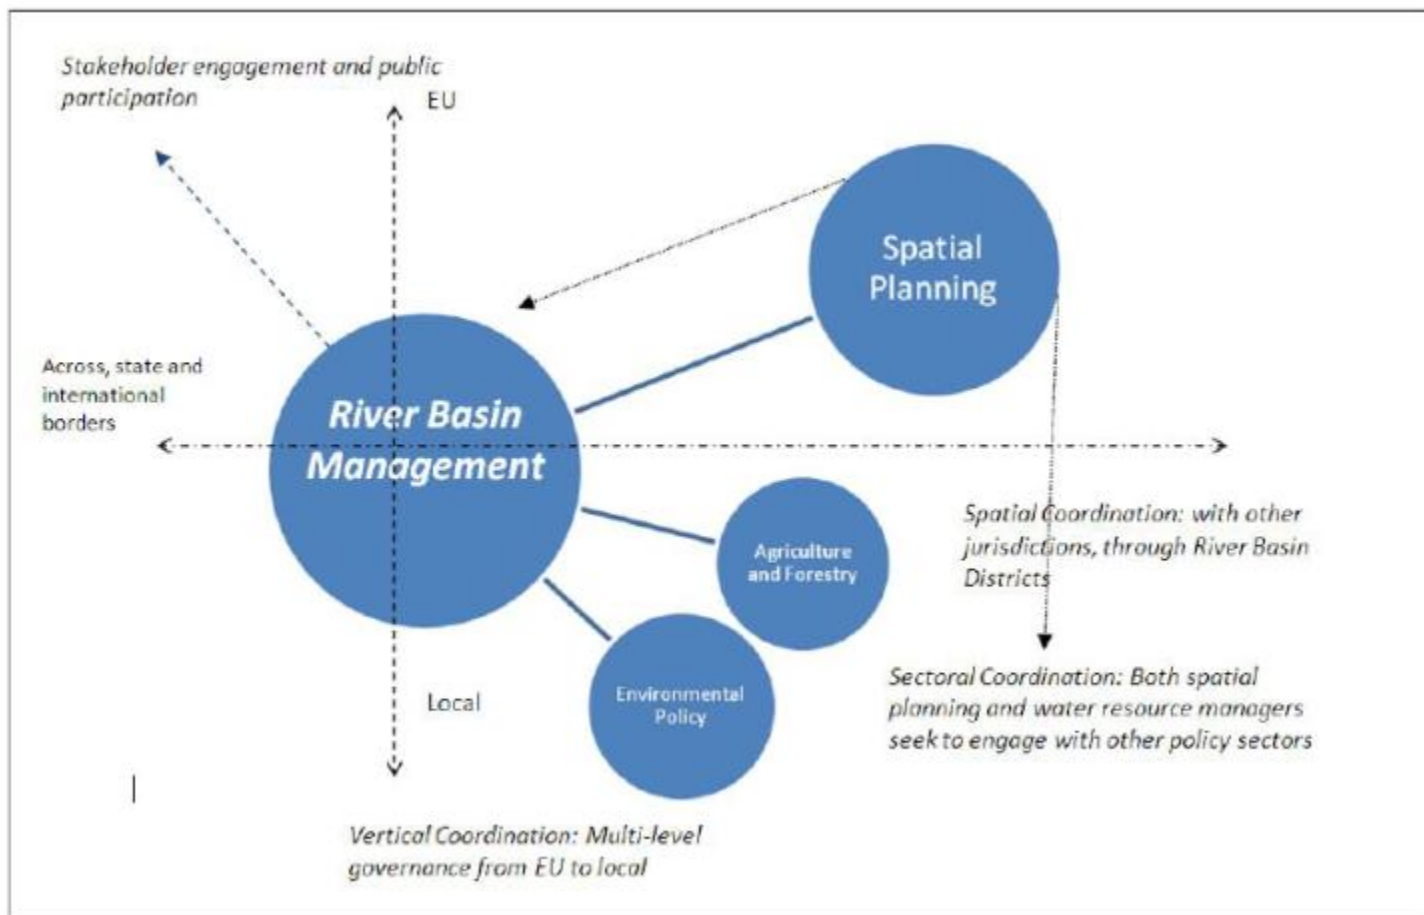 Stakeholder engagement and public
participation
EU
Spatial
Planning
Across, state and
international
borders
River Basin
Management
Spatial Coordination: with other
jurisdictions, through River Basin
Districts
Agriculture
and Forestry
Environmental
Policy
Local
Sectoral Coordination: Both spatial
planning and water resource managers
seek to engage with other policy sectors
Vertical Coordination: Multi-level
governance from EU to local